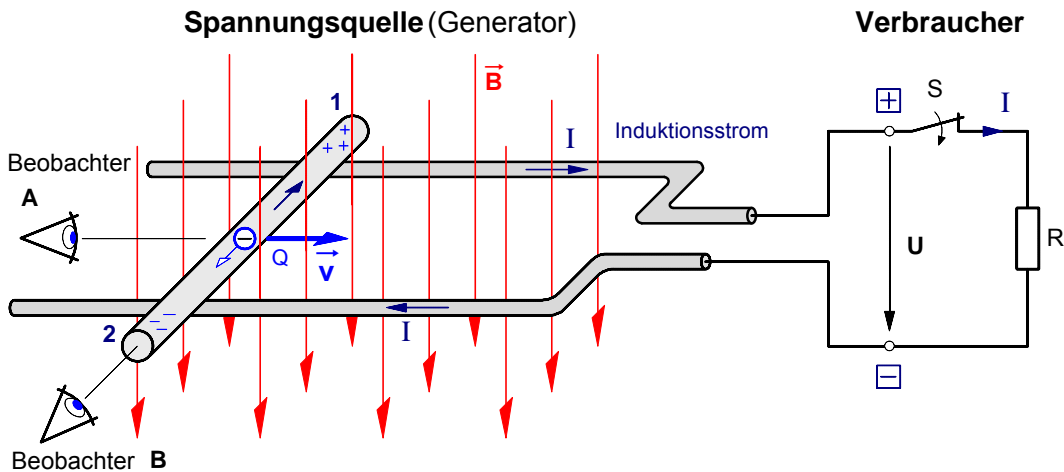 Spannungsquelle (Generator)
Verbraucher
B
1
+
+ + +
I
Induktionsstrom
+
S
I
Beobachter
A
−
Q
v
U
R
I
2
− − −
−
Beobachter B